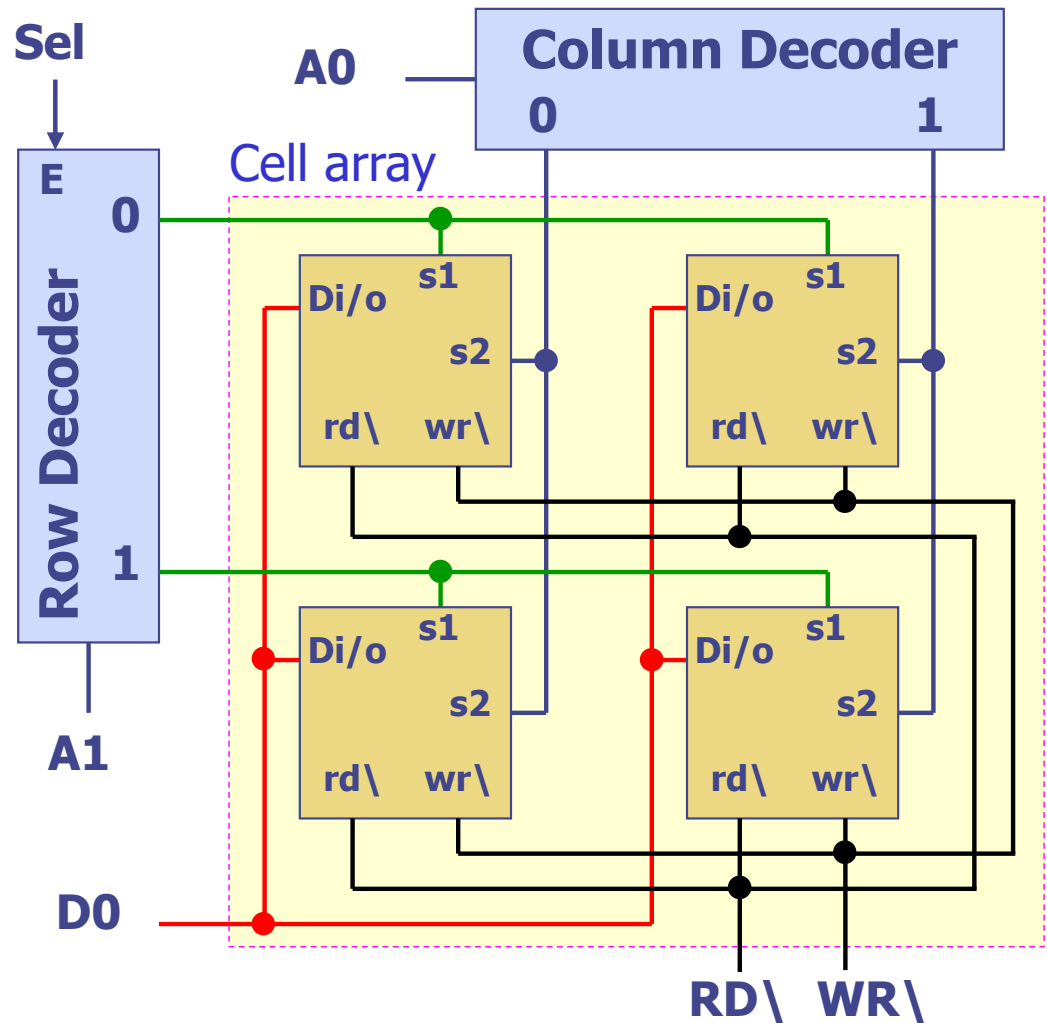 Sel
A0
Column Decoder
0 1
E
Cell array
0
s1 s1
Di/o Di/o
s2 s2
rd\ wr\ rd\ wr\
Row Decoder
1
s1 s1
Di/o Di/o
s2 s2
rd\ wr\ rd\ wr\
A1
D0
RD\ WR\